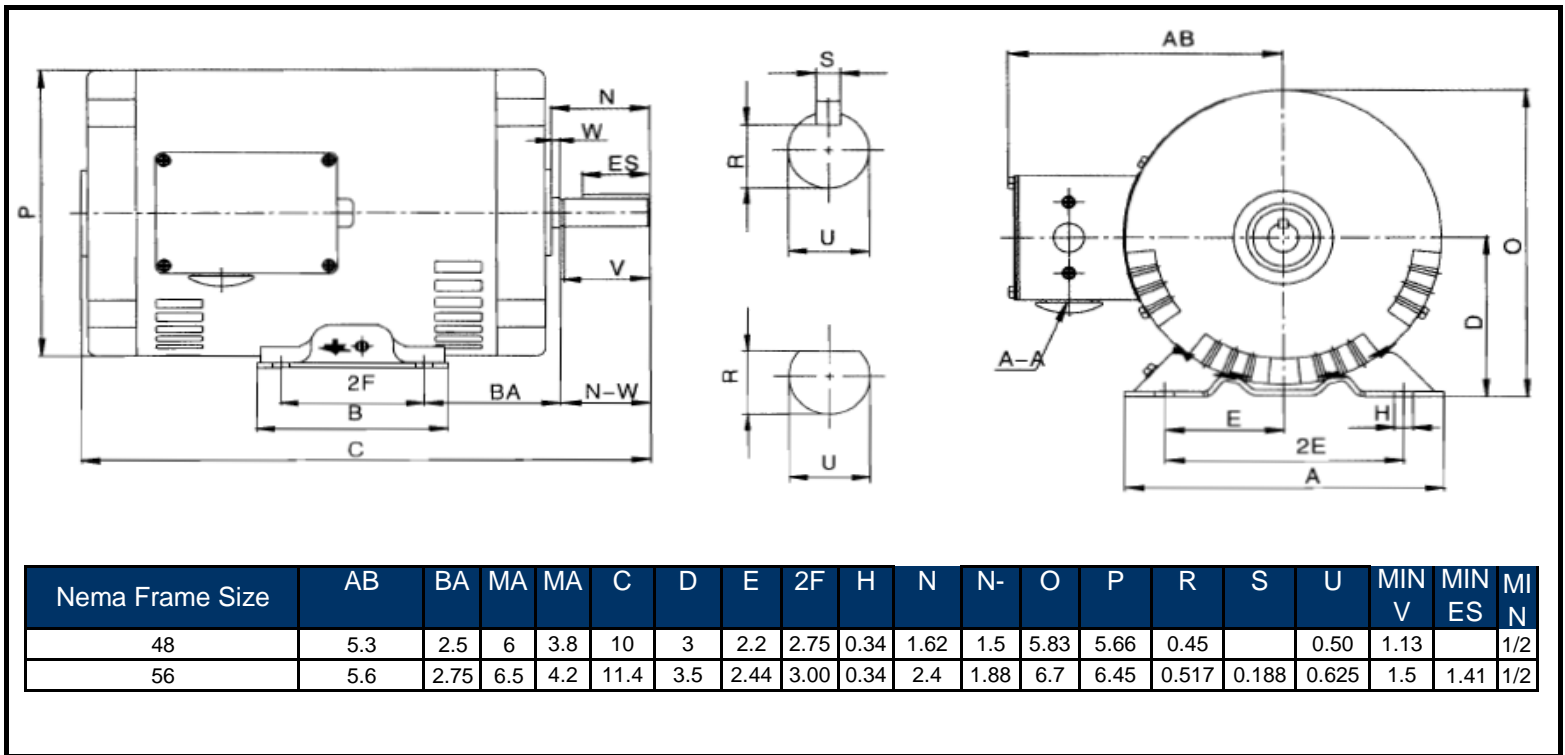 AB
S
N
W
ES
R
P
U
V
O
D
A-A
2F
BA
N-W
B
R
E
H
2E
C
U
A
Nema Frame Size AB BA MA MA C D E 2F H N N- O P R S U MIN V MIN ES MI N
48 5.3 2.5 6 3.8 10 3 2.2 2.75 0.34 1.62 1.5 5.83 5.66 0.45 0.50 1.13 1/2
56 5.6 2.75 6.5 4.2 11.4 3.5 2.44 3.00 0.34 2.4 1.88 6.7 6.45 0.517 0.188 0.625 1.5 1.41 1/2